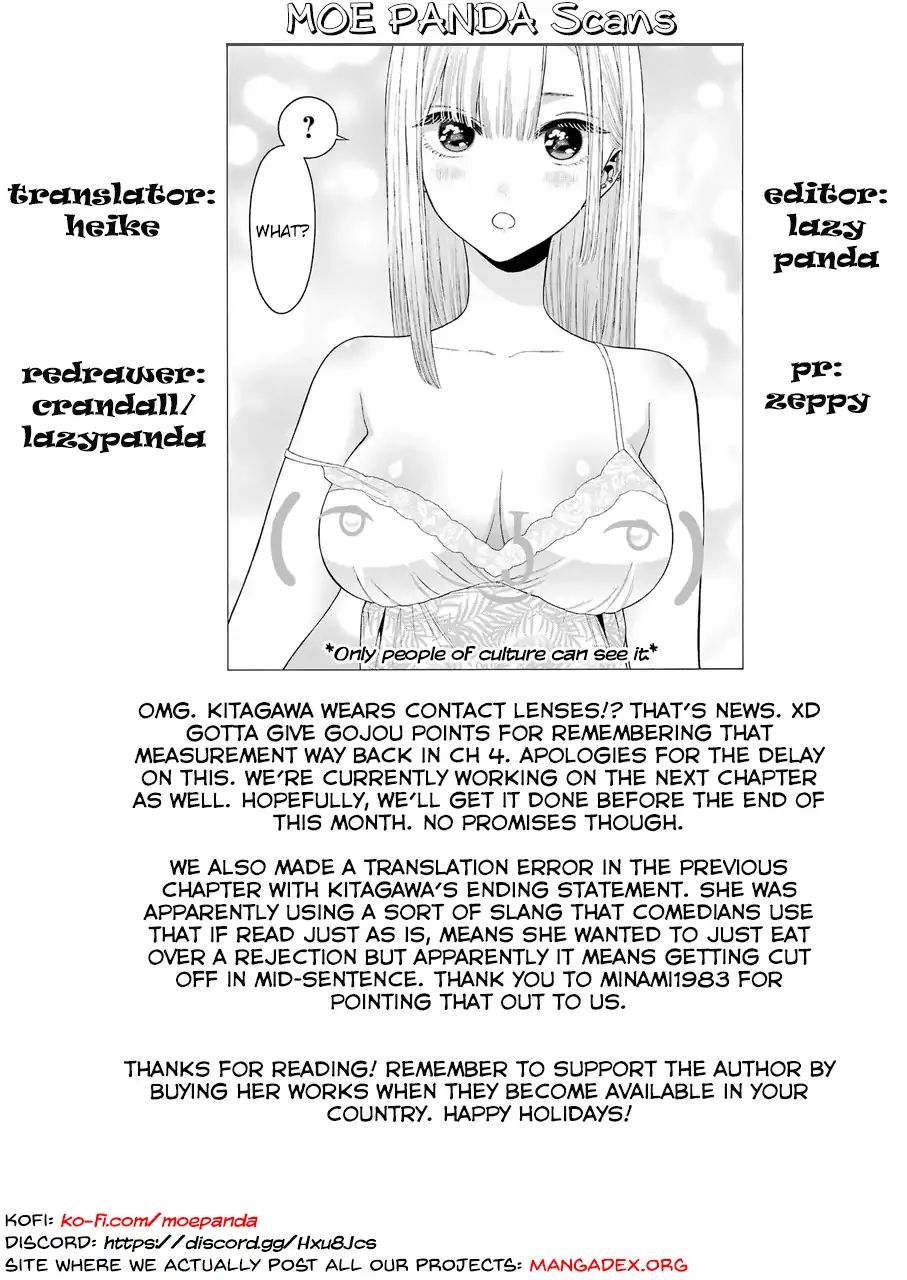 MOE PANDA Scans
?
WHAT?
translator:
heike
editor:
lazy
panda
redrawer:
crandall/
lazypanda
pr:
zeppy
*Only people of culture can see it.*
OMG. KITAGAWA WEARS CONTACT LENSES!? THAT'S NEWS. XD
GOTTA GIVE GOJOU POINTS FOR REMEMBERING THAT
MEASUREMENT WAY BACK IN CH 4. APOLOGIES FOR THE DELAY
ON THIS. WE'RE CURRENTLY WORKING ON THE NEXT CHAPTER
AS WELL. HOPEFULLY, WE'LL GET IT DONE BEFORE THE END OF
THIS MONTH. NO PROMISES THOUGH.
WE ALSO MADE A TRANSLATION ERROR IN THE PREVIOUS
CHAPTER WITH KITAGAWA'S ENDING STATEMENT. SHE WAS
APPARENTLY USING A SORT OF SLANG THAT COMEDIANS USE
THAT IF READ JUST AS IS, MEANS SHE WANTED TO JUST EAT
OVER A REJECTION BUT APPARENTLY IT MEANS GETTING CUT
OFF IN MID-SENTENCE. THANK YOU TO MINAMI1983 FOR
POINTING THAT OUT TO US.
THANKS FOR READING! REMEMBER TO SUPPORT THE AUTHOR BY
BUYING HER WORKS WHEN THEY BECOME AVAILABLE IN YOUR
COUNTRY. HAPPY HOLIDAYS!
KOFI: ko-fi.com/moepanda
DISCORD: https://discord.gg/Hxu8Jcs
SITE WHERE WE ACTUALLY POST ALL OUR PROJECTS: MANGADEX.ORG